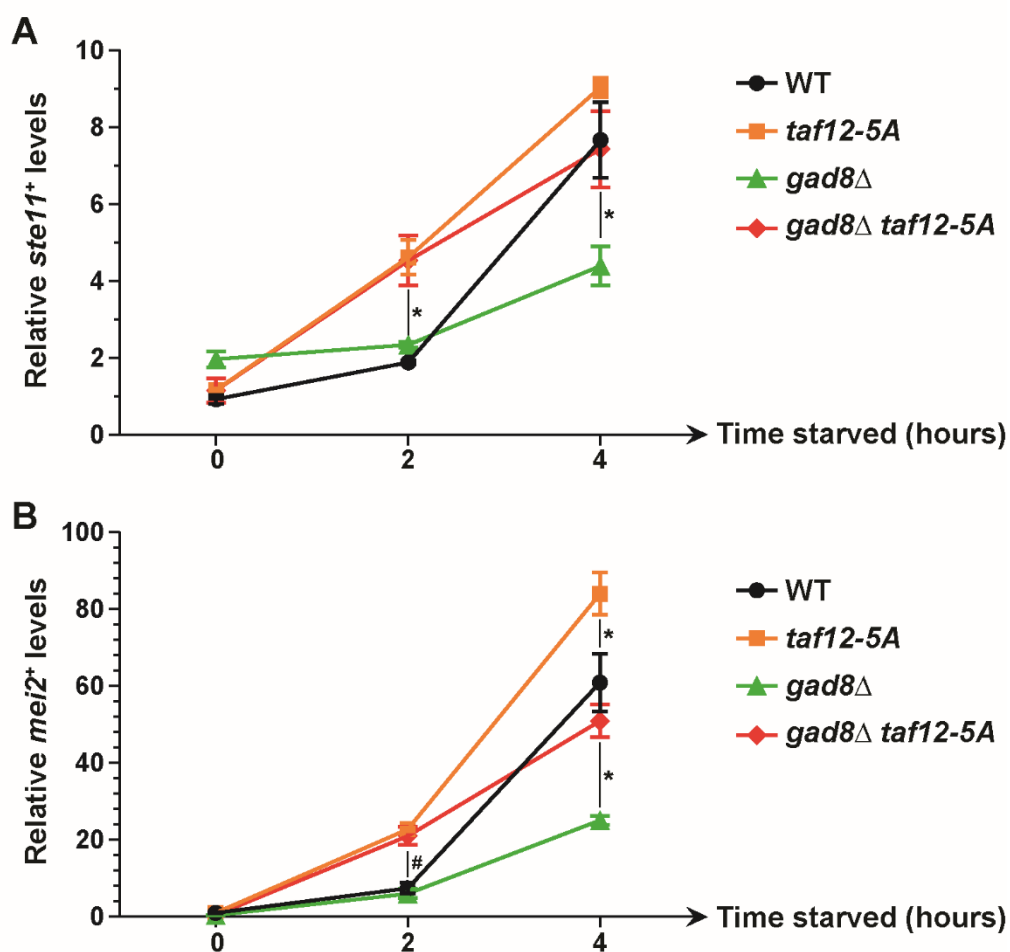 A
Relative ste11⁺ levels
10
8
6
4
2
0
*
*
0 2 4
Time starved (hours)
WT
taf12-5A
gad8Δ
gad8Δ taf12-5A
B
Relative mei2⁺ levels
100
80
60
40
20
0
#
*
*
0 2 4
Time starved (hours)
WT
taf12-5A
gad8Δ
gad8Δ taf12-5A